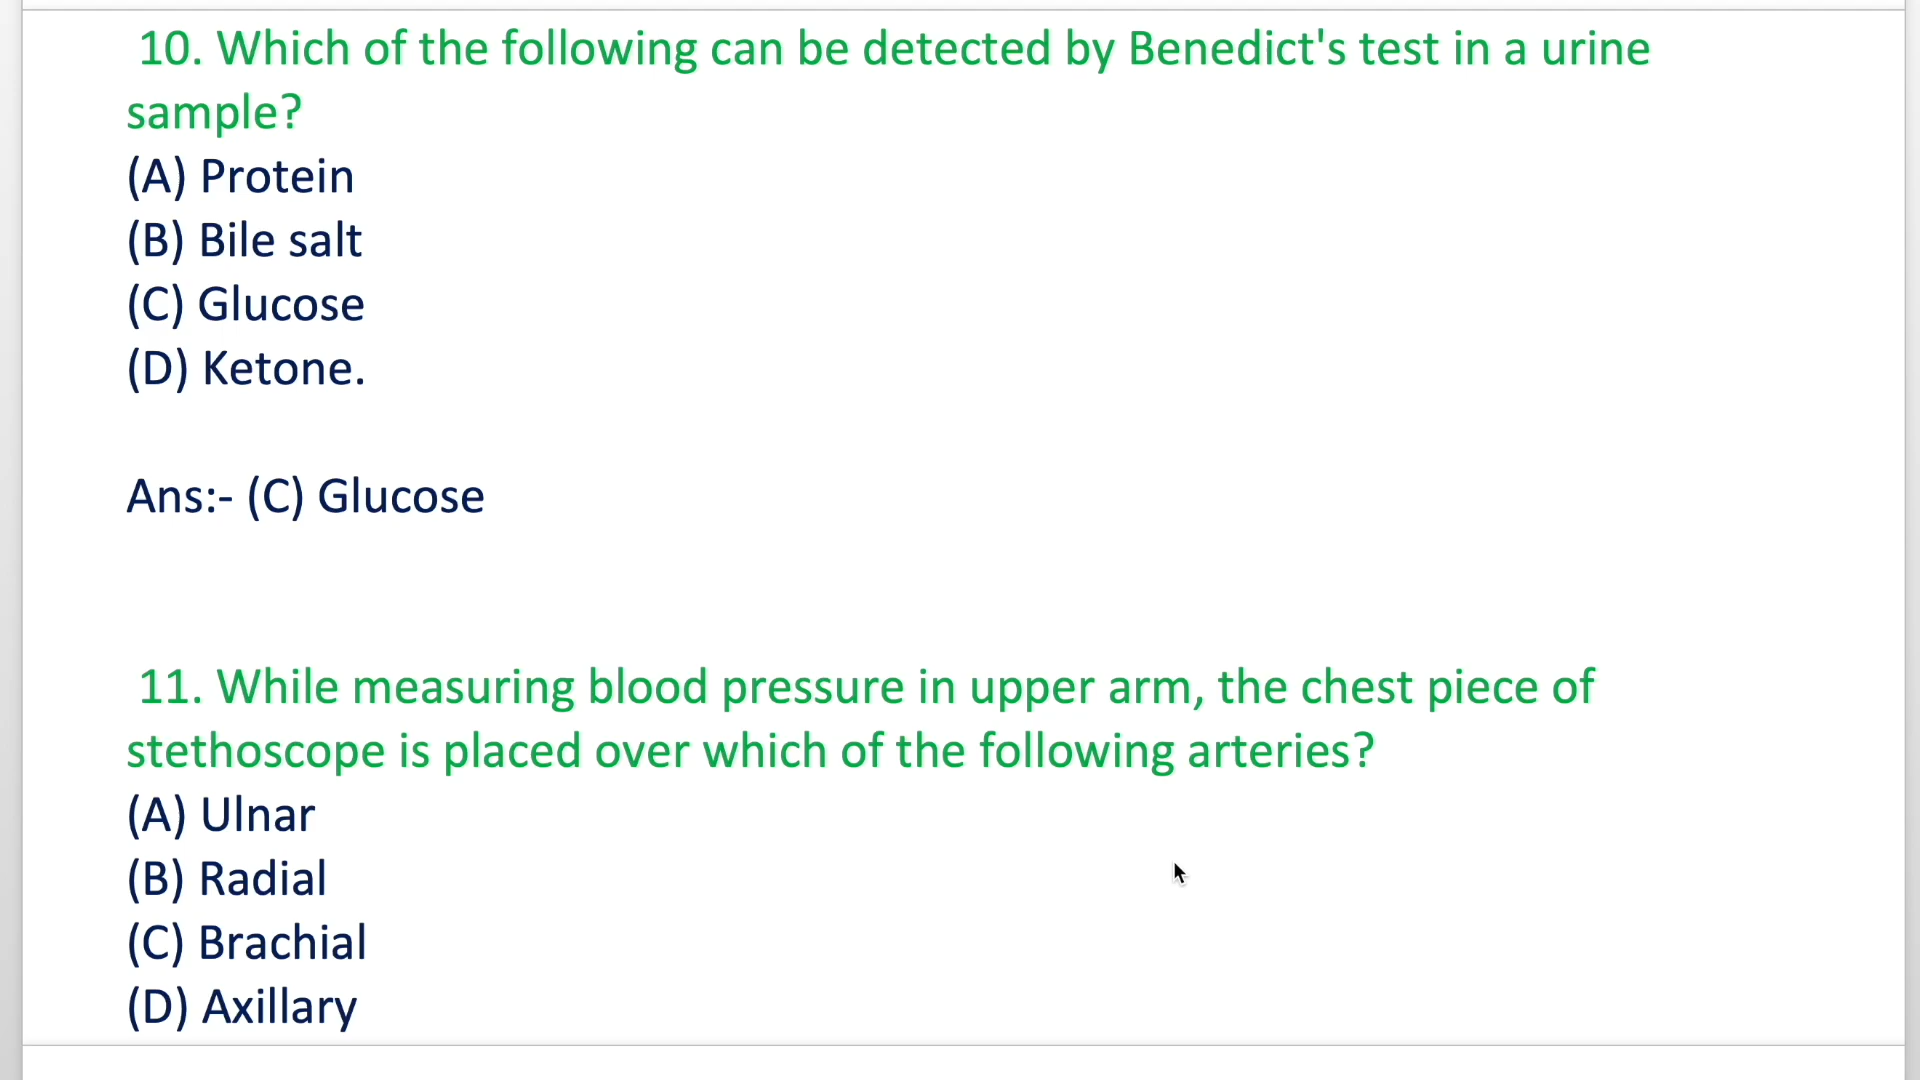 10. Which of the following can be detected by Benedict's test in a urine
sample?
(A) Protein
(B) Bile salt
(C) Glucose
(D) Ketone.
Ans:- (C) Glucose
11. While measuring blood pressure in upper arm, the chest piece of
stethoscope is placed over which of the following arteries?
(A) Ulnar
(B) Radial
(C) Brachial
(D) Axillary